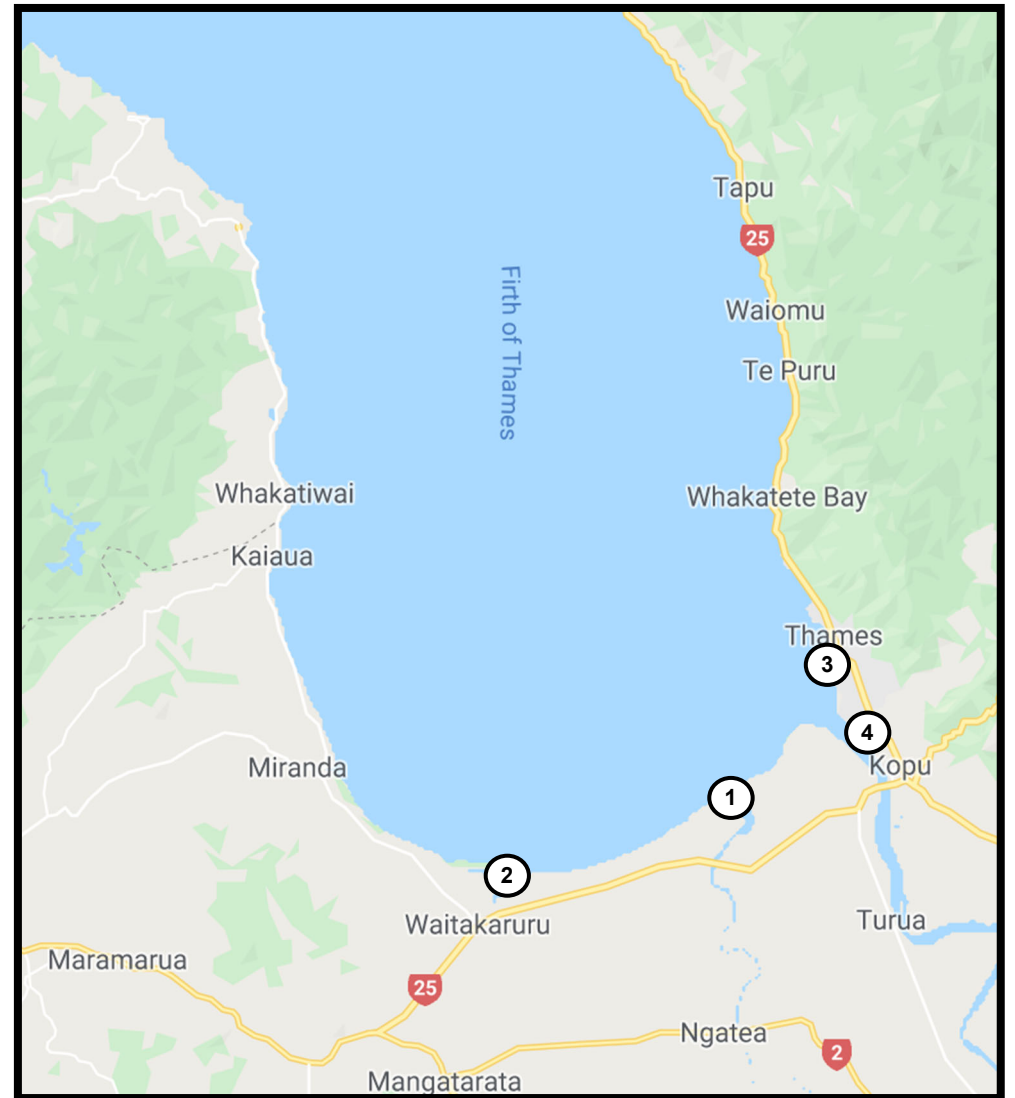 Tapu
25
Waiomu
Firth of Thames
Te Puru
Whakatiwai
Whakatete Bay
Kaiaua
Thames
3
4
Miranda
Kopu
1
2
Waitakaruru
Turua
Maramarua
25
Ngatea
2
Mangatarata